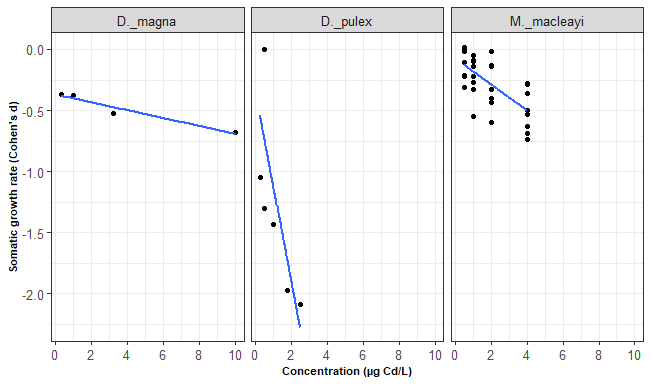 D._magna D._pulex M._macleayi
Somatic growth rate (Cohen's d)
0.0
-0.5
-1.0
-1.5
-2.0
0 2 4 6 8 10 0 2 4 6 8 10 0 2 4 6 8 10
Concentration (µg Cd/L)